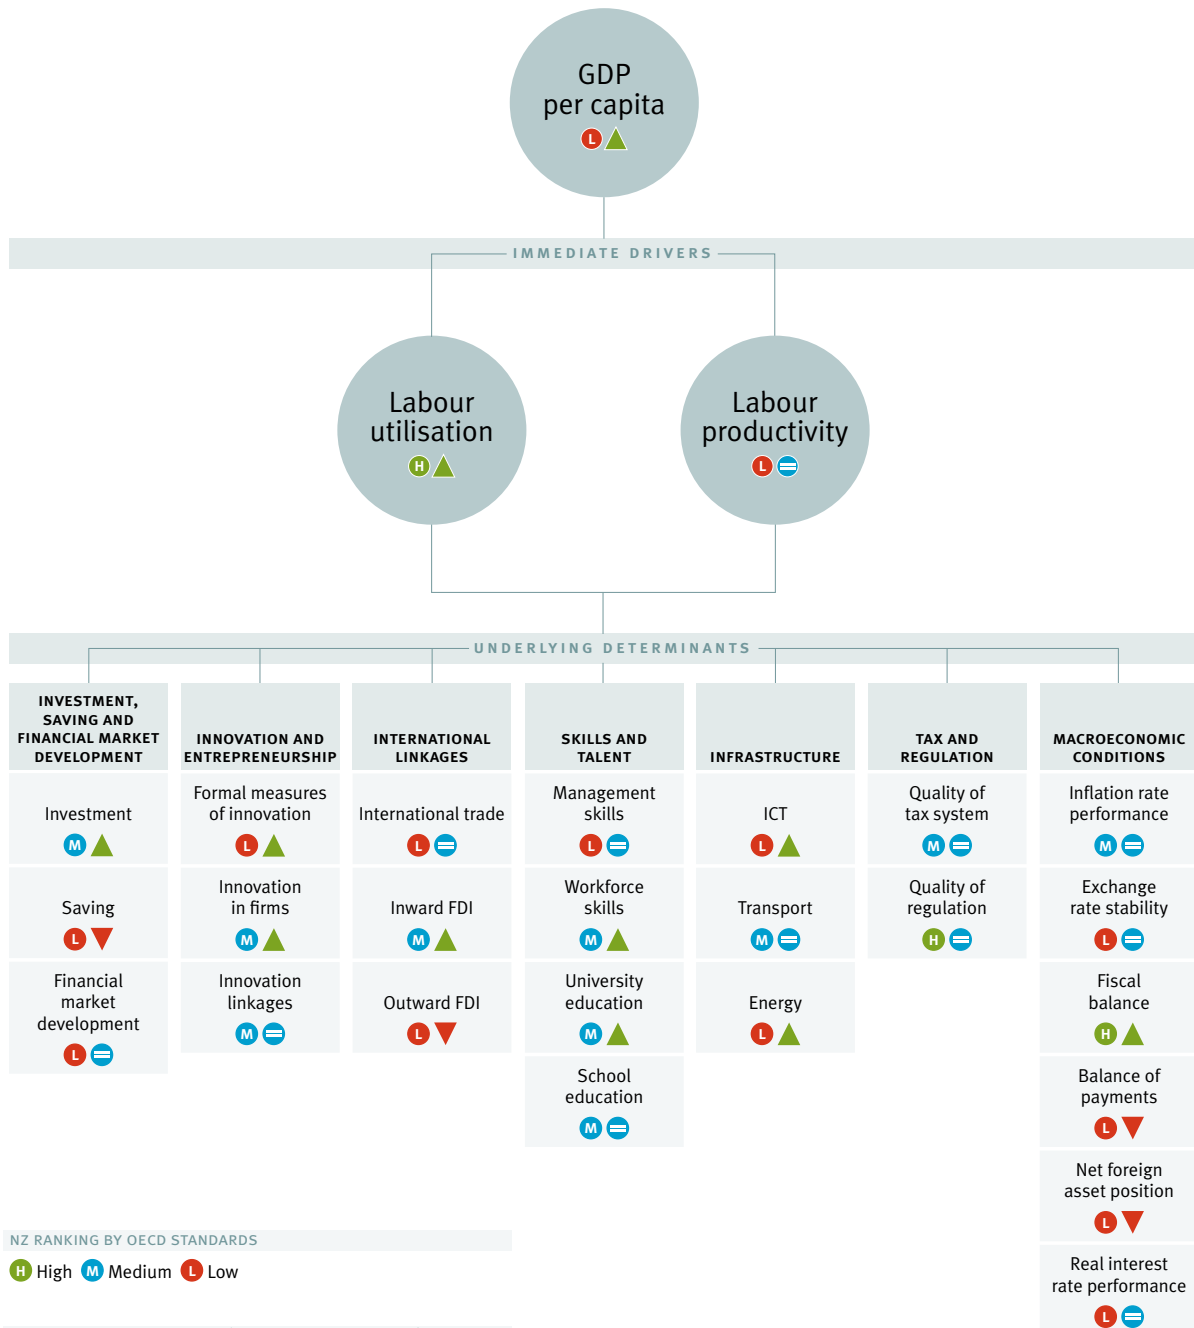 GDP
per capita
L
IMMEDIATE DRIVERS
Labour
utilisation
H
Labour
productivity
L
UNDERLYING DETERMINANTS
INVESTMENT,
SAVING AND
FINANCIAL MARKET
DEVELOPMENT
Investment
M
Saving
L
Financial
market
development
L
INNOVATION AND
ENTREPRENEURSHIP
Formal measures
of innovation
L
Innovation
in firms
M
Innovation
linkages
M
INTERNATIONAL
LINKAGES
International trade
L
Inward FDI
M
Outward FDI
L
SKILLS AND
TALENT
Management
skills
L
Workforce
skills
M
University
education
M
School
education
M
INFRASTRUCTURE
ICT
L
Transport
M
Energy
L
TAX AND
REGULATION
Quality of
tax system
M
Quality of
regulation
H
MACROECONOMIC
CONDITIONS
Inflation rate
performance
M
Exchange
rate stability
L
Fiscal
balance
H
Balance of
payments
L
Net foreign
asset position
L
Real interest
rate performance
L
NZ RANKING BY OECD STANDARDS
H High M Medium L Low